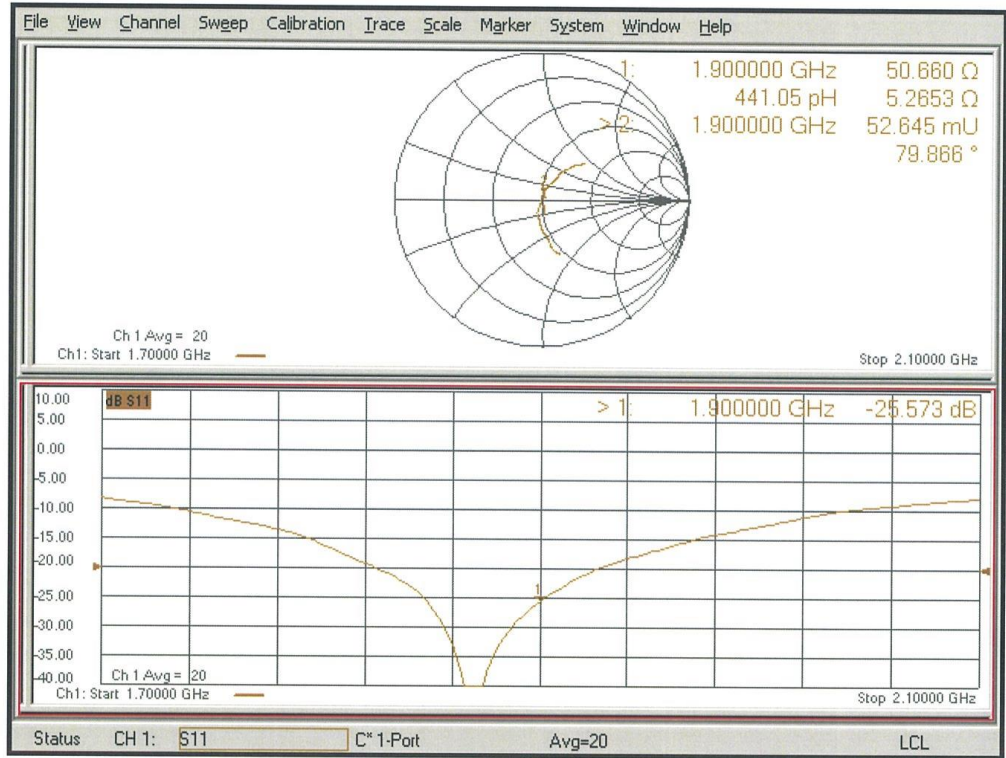 File View Channel Sweep Calibration Trace Scale Marker System Window Help
1: 1.900000 GHz 50.660 Ω
441.05 pH 5.2653 Ω
> 2: 1.900000 GHz 52.645 mU
79.866 °
Ch 1 Avg = 20
Ch1: Start 1.70000 GHz
Stop 2.10000 GHz
10.00
dB S11
> 1: 1.900000 GHz -25.573 dB
5.00
0.00
-5.00
-10.00
-15.00
-20.00
-25.00
1
-30.00
-35.00
-40.00
Ch 1 Avg = 20
Ch1: Start 1.70000 GHz
Stop 2.10000 GHz
Status CH 1: S11 C* 1-Port Avg=20 LCL